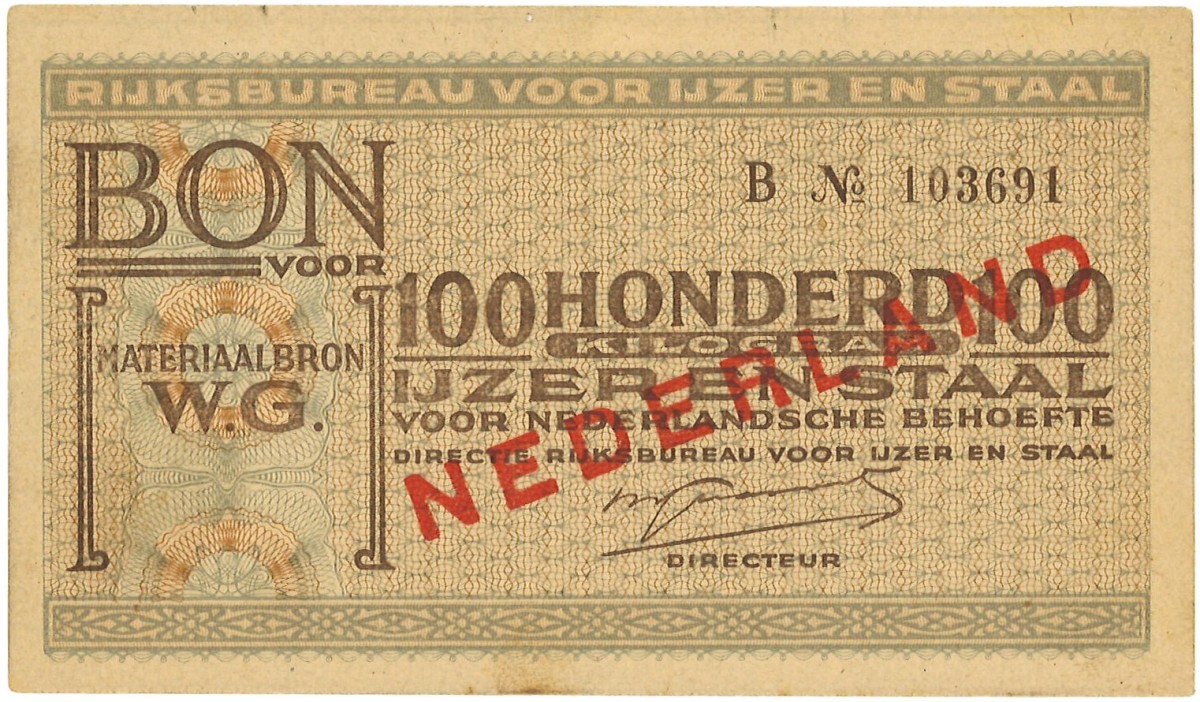 RIJKSBUREAU VOOR IJZER EN STAAL
BON
VOOR
MATERIAALBRON
W.G.
B № 103691
100 HONDERD 100
KILOGRAM
IJZER EN STAAL
VOOR NEDERLANDSCHE BEHOEFTE
DIRECTIE RIJKSBUREAU VOOR IJZER EN STAAL
DIRECTEUR
NEDERLAND